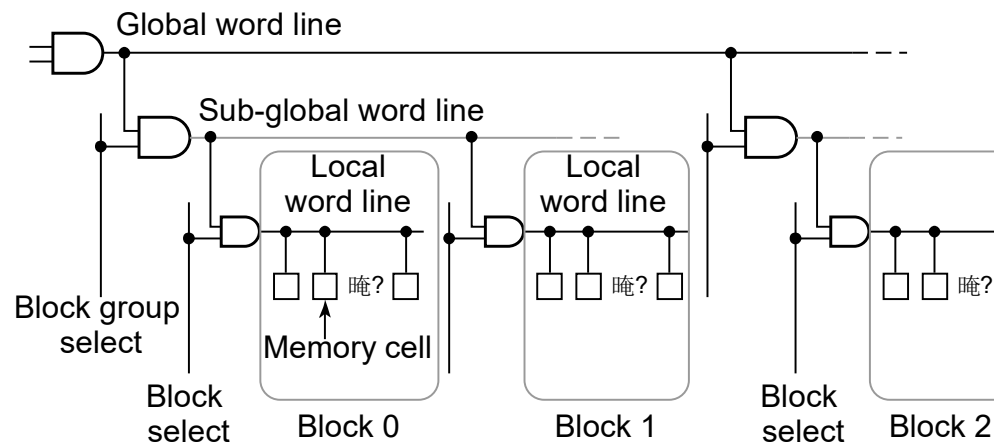 Global word line
Sub-global word line
Local
word line
Local
word line
晻?
晻?
晻?
Block group
select
Memory cell
Block
select
Block 0
Block 1
Block
select
Block 2